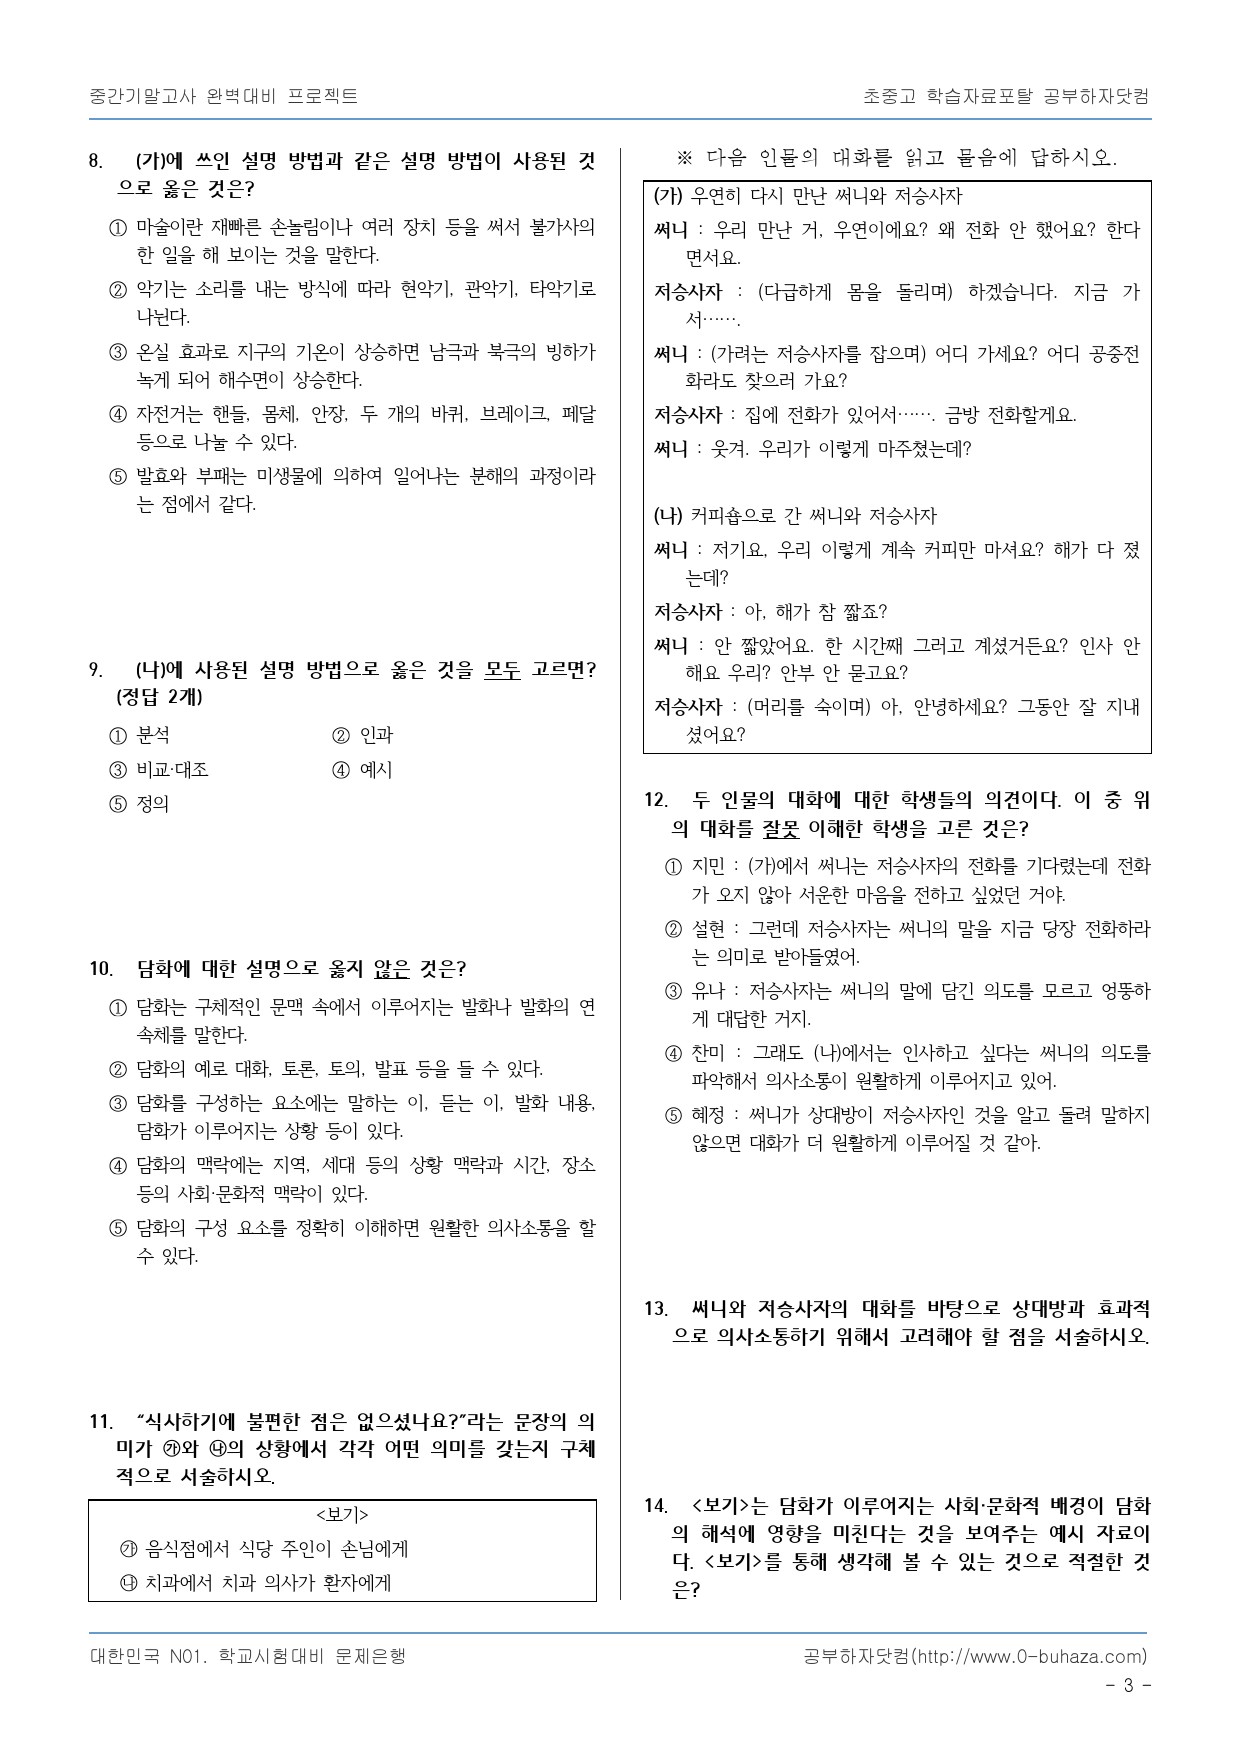 중간기말고사 완벽대비 프로젝트
초중고 학습자료포탈 공부하자닷컴
8. (가)에 쓰인 설명 방법과 같은 설명 방법이 사용된 것
으로 옳은 것은?
① 마술이란 재빠른 손놀림이나 여러 장치 등을 써서 불가사의
한 일을 해 보이는 것을 말한다.
② 악기는 소리를 내는 방식에 따라 현악기, 관악기, 타악기로
나뉜다.
③ 온실 효과로 지구의 기온이 상승하면 남극과 북극의 빙하가
녹게 되어 해수면이 상승한다.
④ 자전거는 핸들, 몸체, 안장, 두 개의 바퀴, 브레이크, 페달
등으로 나눌 수 있다.
⑤ 발효와 부패는 미생물에 의하여 일어나는 분해의 과정이라
는 점에서 같다.
9. (나)에 사용된 설명 방법으로 옳은 것을 모두 고르면?
(정답 2개)
① 분석 ② 인과
③ 비교·대조 ④ 예시
⑤ 정의
10. 담화에 대한 설명으로 옳지 않은 것은?
① 담화는 구체적인 문맥 속에서 이루어지는 발화나 발화의 연
속체를 말한다.
② 담화의 예로 대화, 토론, 토의, 발표 등을 들 수 있다.
③ 담화를 구성하는 요소에는 말하는 이, 듣는 이, 발화 내용,
담화가 이루어지는 상황 등이 있다.
④ 담화의 맥락에는 지역, 세대 등의 상황 맥락과 시간, 장소
등의 사회·문화적 맥락이 있다.
⑤ 담화의 구성 요소를 정확히 이해하면 원활한 의사소통을 할
수 있다.
11. “식사하기에 불편한 점은 없으셨나요?”라는 문장의 의
미가 ㉮와 ㉯의 상황에서 각각 어떤 의미를 갖는지 구체
적으로 서술하시오.
<보기>
㉮ 음식점에서 식당 주인이 손님에게
㉯ 치과에서 치과 의사가 환자에게
※ 다음 인물의 대화를 읽고 물음에 답하시오.
(가) 우연히 다시 만난 써니와 저승사자
써니 : 우리 만난 거, 우연이에요? 왜 전화 안 했어요? 한다
면서요.
저승사자 : (다급하게 몸을 돌리며) 하겠습니다. 지금 가
서…….
써니 : (가려는 저승사자를 잡으며) 어디 가세요? 어디 공중전
화라도 찾으러 가요?
저승사자 : 집에 전화가 있어서……. 금방 전화할게요.
써니 : 웃겨. 우리가 이렇게 마주쳤는데?
(나) 커피숍으로 간 써니와 저승사자
써니 : 저기요, 우리 이렇게 계속 커피만 마셔요? 해가 다 졌
는데?
저승사자 : 아, 해가 참 짧죠?
써니 : 안 짧았어요. 한 시간째 그러고 계셨거든요? 인사 안
해요 우리? 안부 안 묻고요?
저승사자 : (머리를 숙이며) 아, 안녕하세요? 그동안 잘 지내
셨어요?
12. 두 인물의 대화에 대한 학생들의 의견이다. 이 중 위
의 대화를 잘못 이해한 학생을 고른 것은?
① 지민 : (가)에서 써니는 저승사자의 전화를 기다렸는데 전화
가 오지 않아 서운한 마음을 전하고 싶었던 거야.
② 설현 : 그런데 저승사자는 써니의 말을 지금 당장 전화하라
는 의미로 받아들였어.
③ 유나 : 저승사자는 써니의 말에 담긴 의도를 모르고 엉뚱하
게 대답한 거지.
④ 찬미 : 그래도 (나)에서는 인사하고 싶다는 써니의 의도를
파악해서 의사소통이 원활하게 이루어지고 있어.
⑤ 혜정 : 써니가 상대방이 저승사자인 것을 알고 돌려 말하지
않으면 대화가 더 원활하게 이루어질 것 같아.
13. 써니와 저승사자의 대화를 바탕으로 상대방과 효과적
으로 의사소통하기 위해서 고려해야 할 점을 서술하시오.
14. <보기>는 담화가 이루어지는 사회·문화적 배경이 담화
의 해석에 영향을 미친다는 것을 보여주는 예시 자료이
다. <보기>를 통해 생각해 볼 수 있는 것으로 적절한 것
은?
대한민국 N01. 학교시험대비 문제은행
공부하자닷컴(http://www.0-buhaza.com)
- 3 -